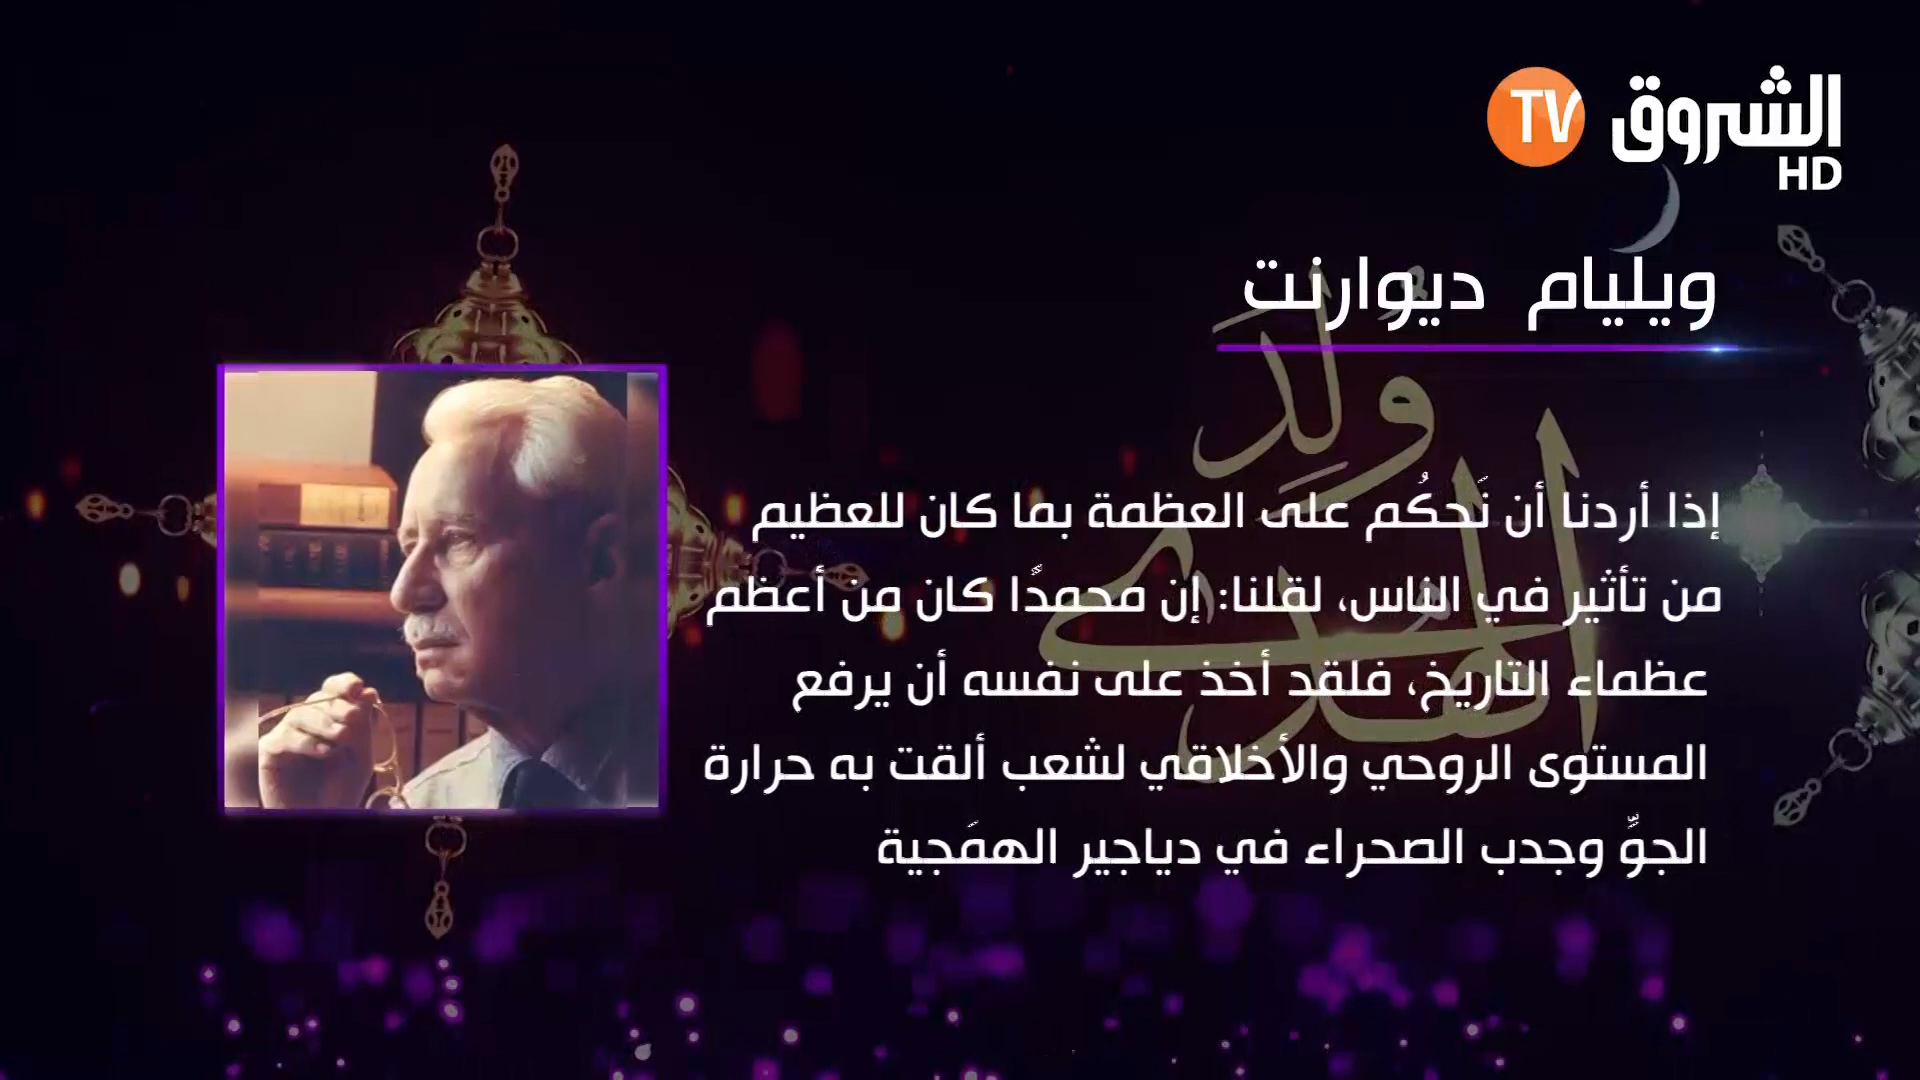 TV الشروق
HD
ويليام ديوارنت
وُلِدَ
الهدى
إذا أردنا أن نَحكُم على العظمة بما كان للعظيم
من تأثير في الناس، لقلنا: إن محمدًا كان من أعظم
عظماء التاريخ، فلقد أخذ على نفسه أن يرفع
المستوى الروحي والأخلاقي لشعب ألقت به حرارة
الجوِّ وجدب الصحراء في دياجير الهمَجية